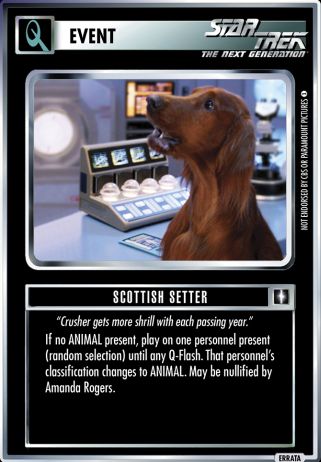 Q EVENT
STAR TREK
THE NEXT GENERATION
NOT ENDORSED BY CBS OR PARAMOUNT PICTURES
SCOTTISH SETTER
"Crusher gets more shrill with each passing year."
If no ANIMAL present, play on one personnel present
(random selection) until any Q-Flash. That personnel's
classification changes to ANIMAL. May be nullified by
Amanda Rogers.
ERRATA